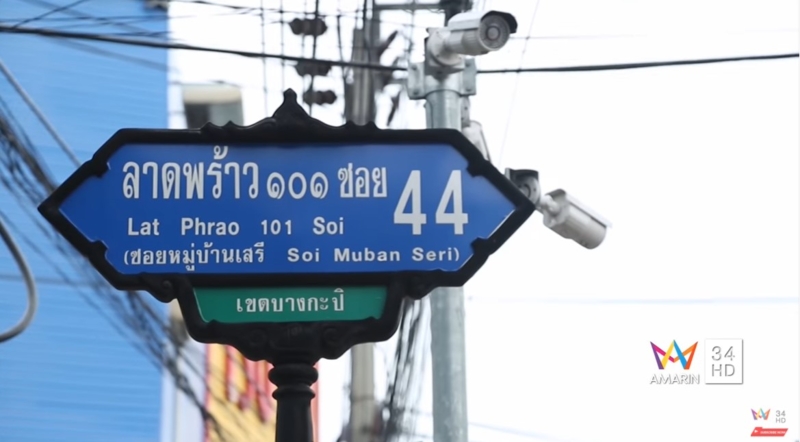 ลาดพร้าว ๑๐๑ ซอย 44
Lat Phrao 101 Soi
(ซอยหมู่บ้านเสรี Soi Muban Seri)
เขตบางกะปิ
AMARIN 34 HD
34 HD